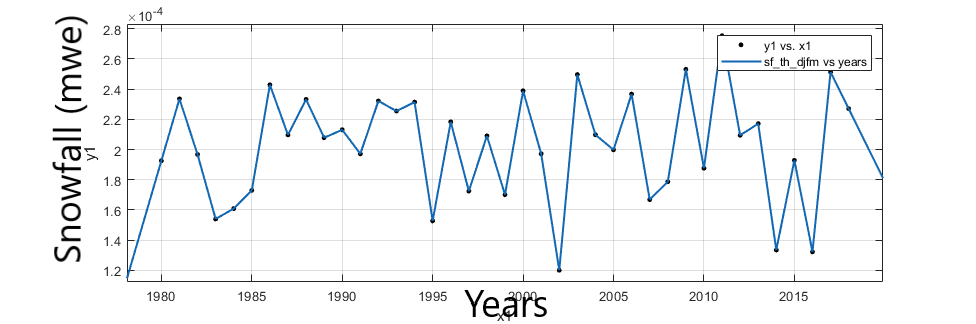 ×10⁻⁴
2.8
2.6
2.4
2.2
2
1.8
1.6
1.4
1.2
Snowfall (mwe)
y1
y1 vs. x1
sf_th_djfm vs years
1980 1985 1990 1995 2000 2005 2010 2015
Years
x1